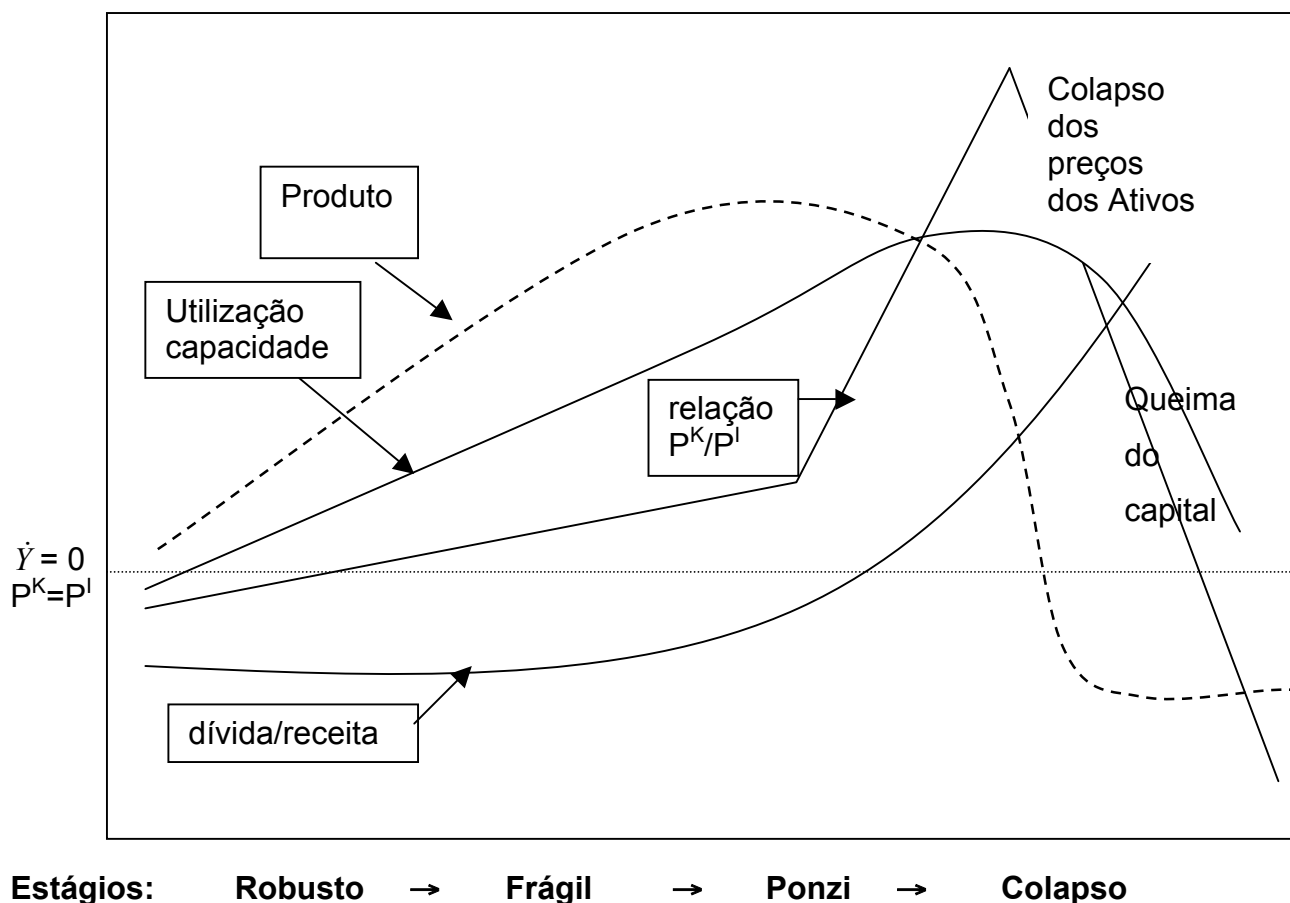 Colapso
dos
preços
dos Ativos
Produto
Utilização
capacidade
relação
P^K/P^I
Queima
do
capital
Ẏ = 0
P^K=P^I
dívida/receita
Estágios: Robusto → Frágil → Ponzi → Colapso